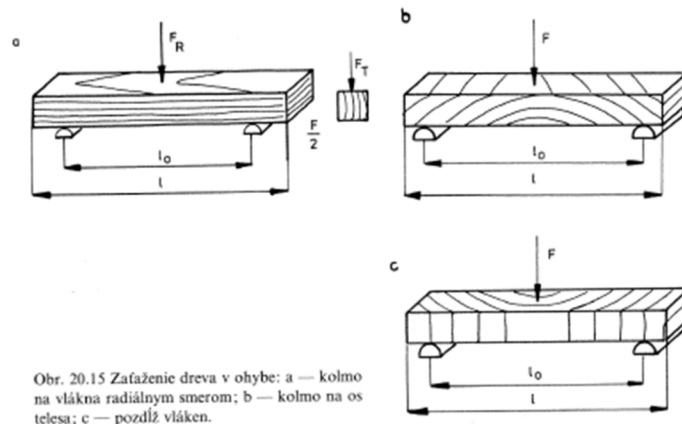 a
F_R
F_T
F/2
l_0
l
b
F
l_0
l
c
F
l_0
l
Obr. 20.15 Zaťaženie dreva v ohybe: a — kolmo
na vlákna radiálnym smerom; b — kolmo na os
telesa; c — pozdĺž vláken.